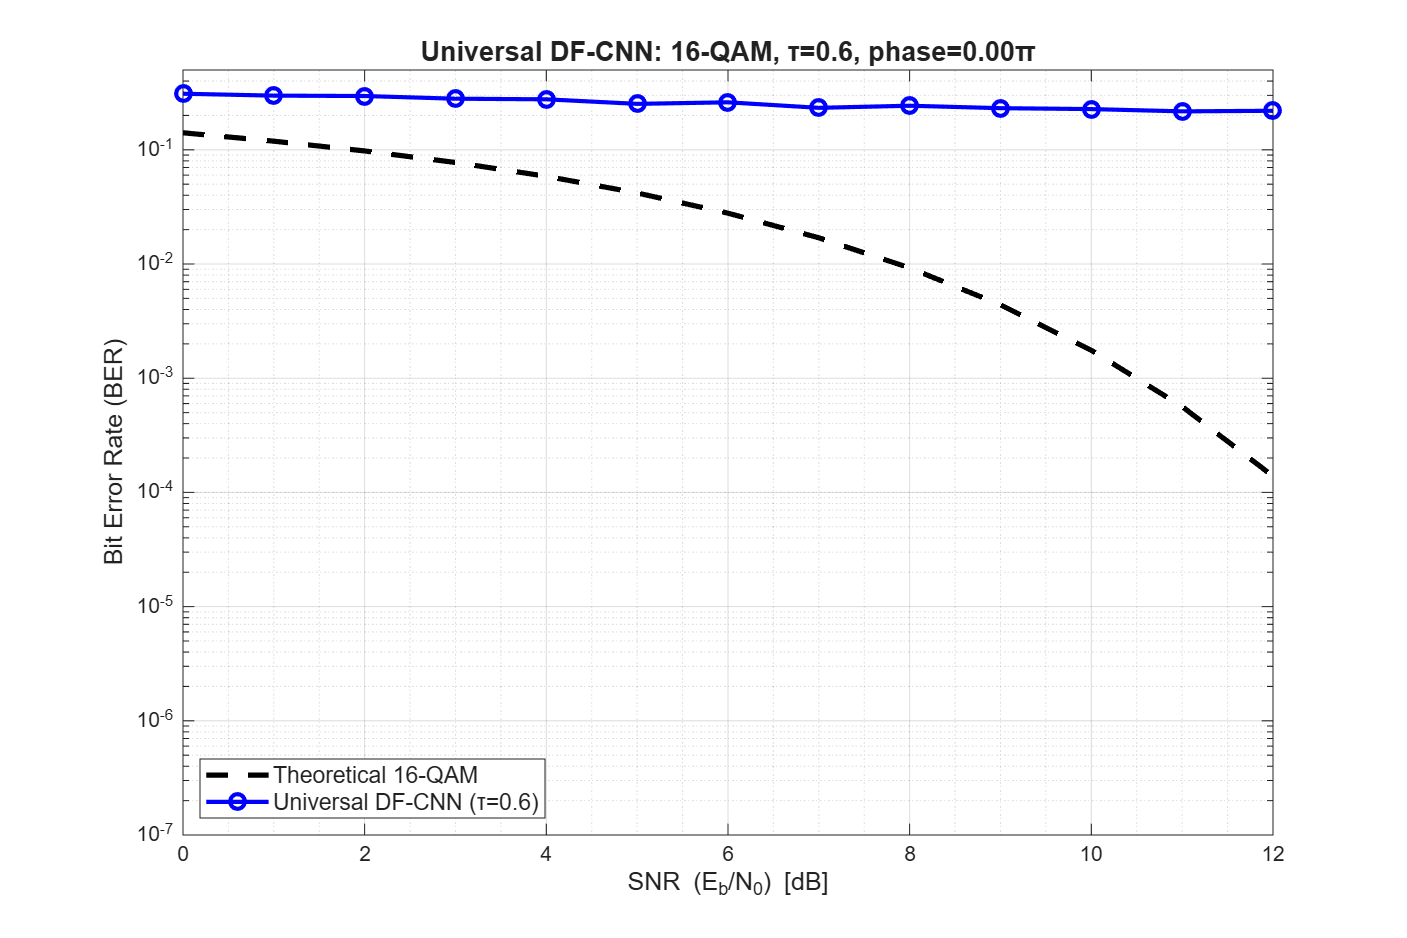 Universal DF-CNN: 16-QAM, τ=0.6, phase=0.00π
Bit Error Rate (BER)
10-1
10-2
10-3
10-4
10-5
10-6
10-7
Theoretical 16-QAM
Universal DF-CNN (τ=0.6)
0 2 4 6 8 10 12
SNR (Eb/N0) [dB]